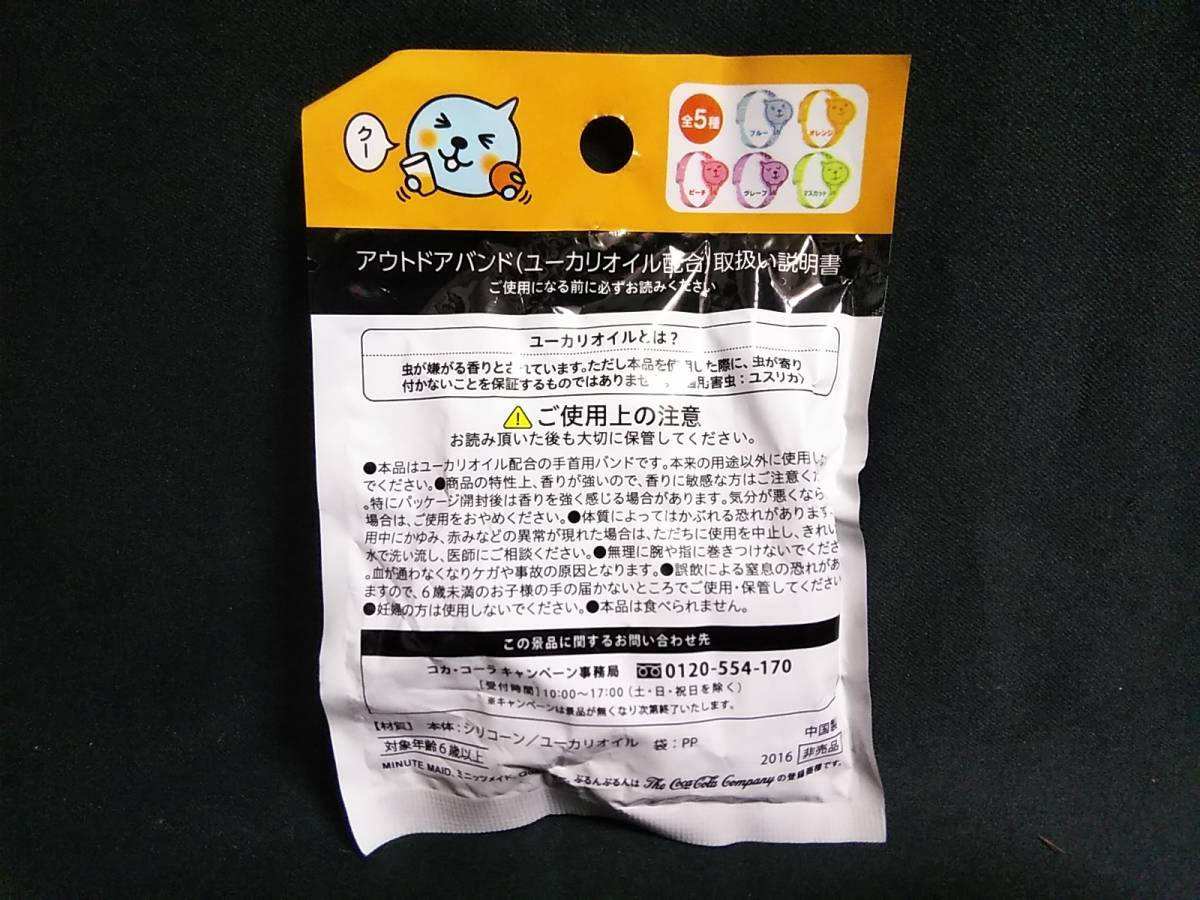 クー
全5種
ブルー
オレンジ
ピーチ
グレープ
マスカット
アウトドアバンド(ユーカリオイル配合)取扱い説明書
ご使用になる前に必ずお読みください
ユーカリオイルとは?
虫が嫌がる香りとされています。ただし本品を使用した際に、虫が寄り
付かないことを保証するものではありませ 害虫:ユスリカ〉
ご使用上の注意
お読み頂いた後も大切に保管してください。
●本品はユーカリオイル配合の手首用バンドです。本来の用途以外に使用し
でください。●商品の特性上、香りが強いので、香りに敏感な方はご注意く
。特にパッケージ開封後は香りを強く感じる場合があります。気分が悪くなら
場合は、ご使用をおやめください。●体質によってはかぶれる恐れがあります。
用中にかゆみ、赤みなどの異常が現れた場合は、ただちに使用を中止し、きれい
水で洗い流し、医師にご相談ください。●無理に腕や指に巻きつけないでくださ
。血が通わなくなりケガや事故の原因となります。●誤飲による窒息の恐れがあ
ますので、6歳未満のお子様の手の届かないところでご使用・保管してください
●妊婦の方は使用しないでください。●本品は食べられません。
この景品に関するお問い合わせ先
コカ・コーラ キャンペーン事務局 0120-554-170
[受付時間]10:00〜17:00(土・日・祝日を除く)
※キャンペーンは景品が無くなり次第終了いたします。
【材質】 本体:シリコーン/ユーカリオイル 袋:PP
中国製
対象年齢6歳以上
2016 非売品
MINUTE MAID, ミニッツメイド、 ぷるんぷるんは The Coca-Cola Company の登録商標です。